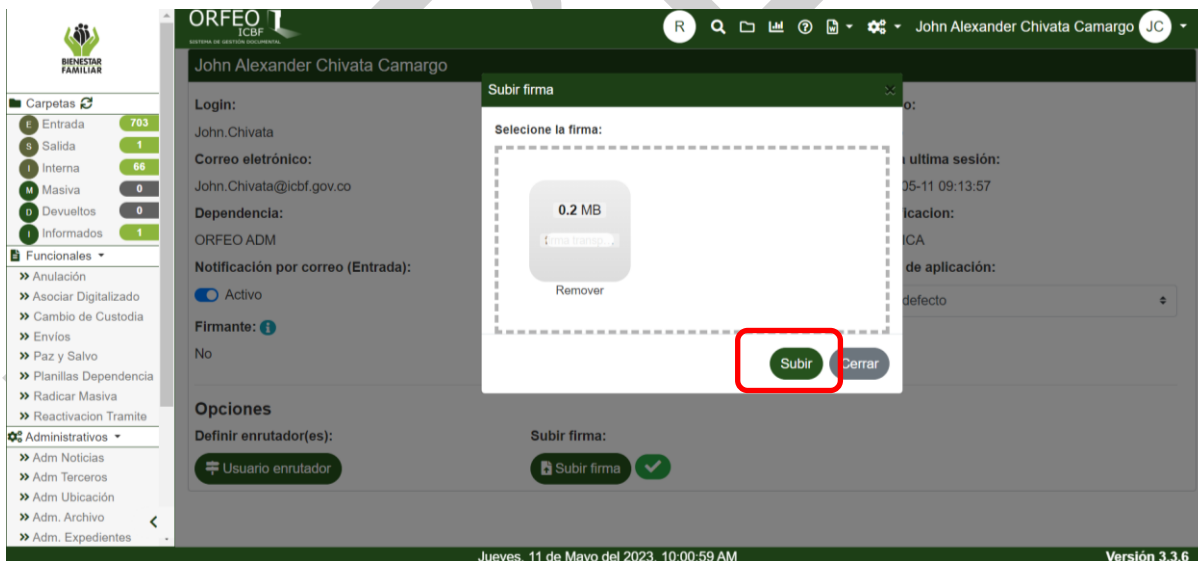 BIENESTAR
FAMILIAR
ORFEO
ICBF
SISTEMA DE GESTIÓN DOCUMENTAL
R
John Alexander Chivata Camargo
JC
Carpetas
E Entrada 703
S Salida 1
I Interna 66
M Masiva 0
D Devueltos 0
I Informados 1
Funcionales
Anulación
Asociar Digitalizado
Cambio de Custodia
Envíos
Paz y Salvo
Planillas Dependencia
Radicar Masiva
Reactivacion Tramite
Administrativos
Adm Noticias
Adm Terceros
Adm Ubicación
Adm. Archivo
Adm. Expedientes
John Alexander Chivata Camargo
Login:
John.Chivata
Correo eletrónico:
John.Chivata@icbf.gov.co
Dependencia:
ORFEO ADM
Notificación por correo (Entrada):
Activo
Firmante:
No
Subir firma
×
Selecione la firma:
0.2 MB
firma transp...
Remover
Subir
Cerrar
o:
ultima sesión:
05-11 09:13:57
icacion:
ICA
de aplicación:
defecto
Opciones
Definir enrutador(es):
Subir firma:
Usuario enrutador
Subir firma
Jueves, 11 de Mayo del 2023, 10:00:59 AM
Versión 3.3.6